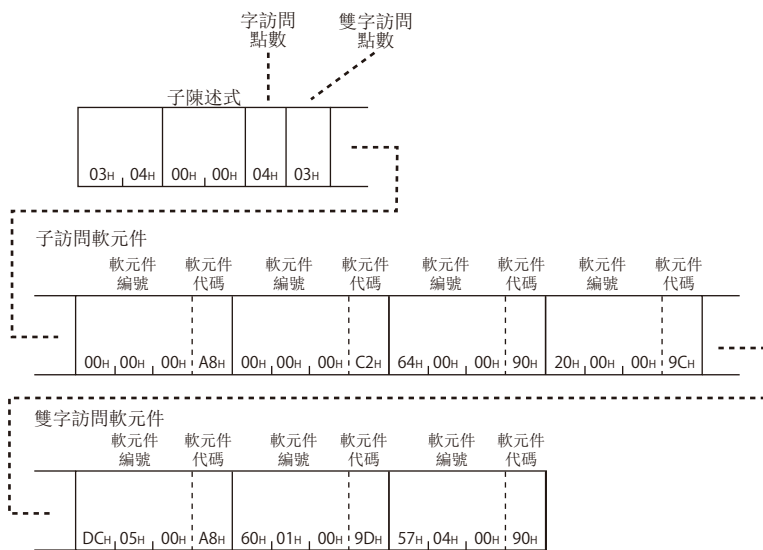 字訪問 雙字訪問
點數 點數
子陳述式
03H 04H 00H 00H 04H 03H
子訪問軟元件
軟元件 軟元件 軟元件 軟元件 軟元件 軟元件 軟元件 軟元件
編號 代碼 編號 代碼 編號 代碼 編號 代碼
00H 00H 00H A8H 00H 00H 00H C2H 64H 00H 00H 90H 20H 00H 00H 9CH
雙字訪問軟元件
軟元件 軟元件 軟元件 軟元件 軟元件 軟元件
編號 代碼 編號 代碼 編號 代碼
DCH 05H 00H A8H 60H 01H 00H 9DH 57H 04H 00H 90H